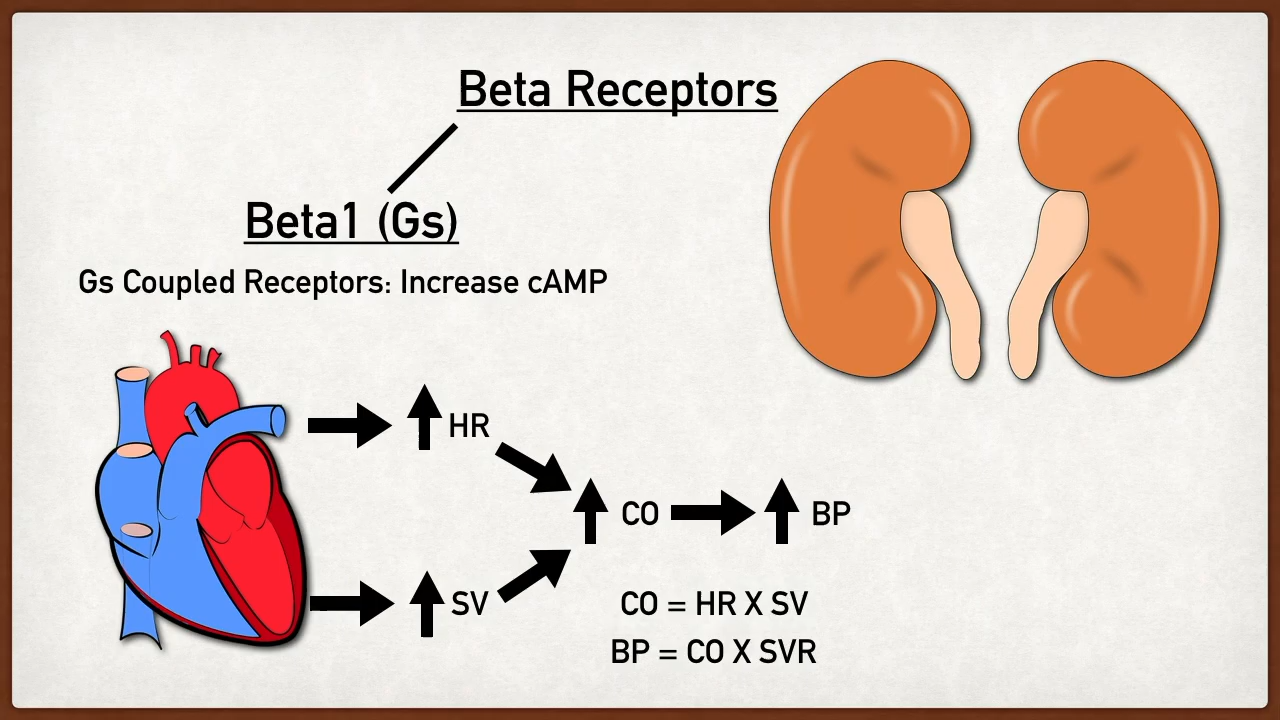 Beta Receptors
Beta1 (Gs)
Gs Coupled Receptors: Increase cAMP
HR
CO
BP
SV
CO = HR X SV
BP = CO X SVR